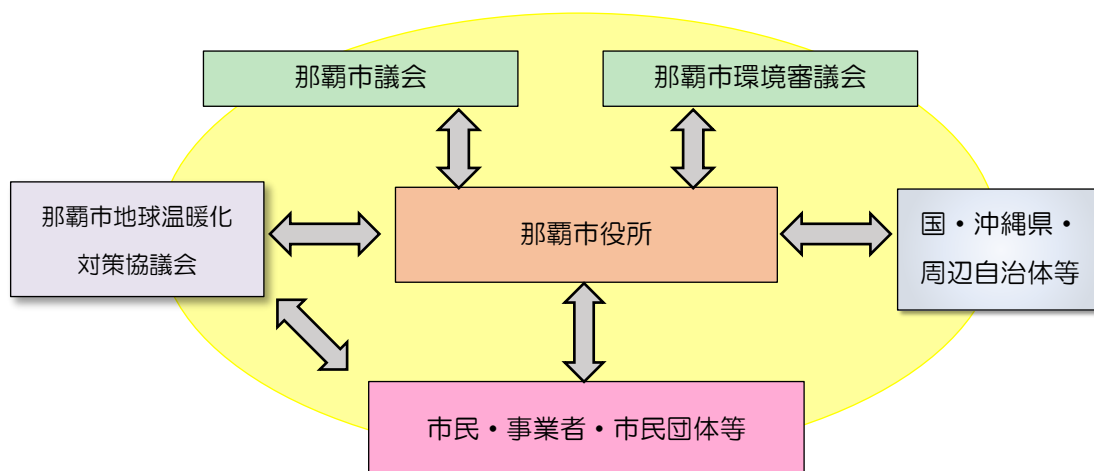 那覇市議会
那覇市環境審議会
那覇市地球温暖化
対策協議会
那覇市役所
国・沖縄県・
周辺自治体等
市民・事業者・市民団体等